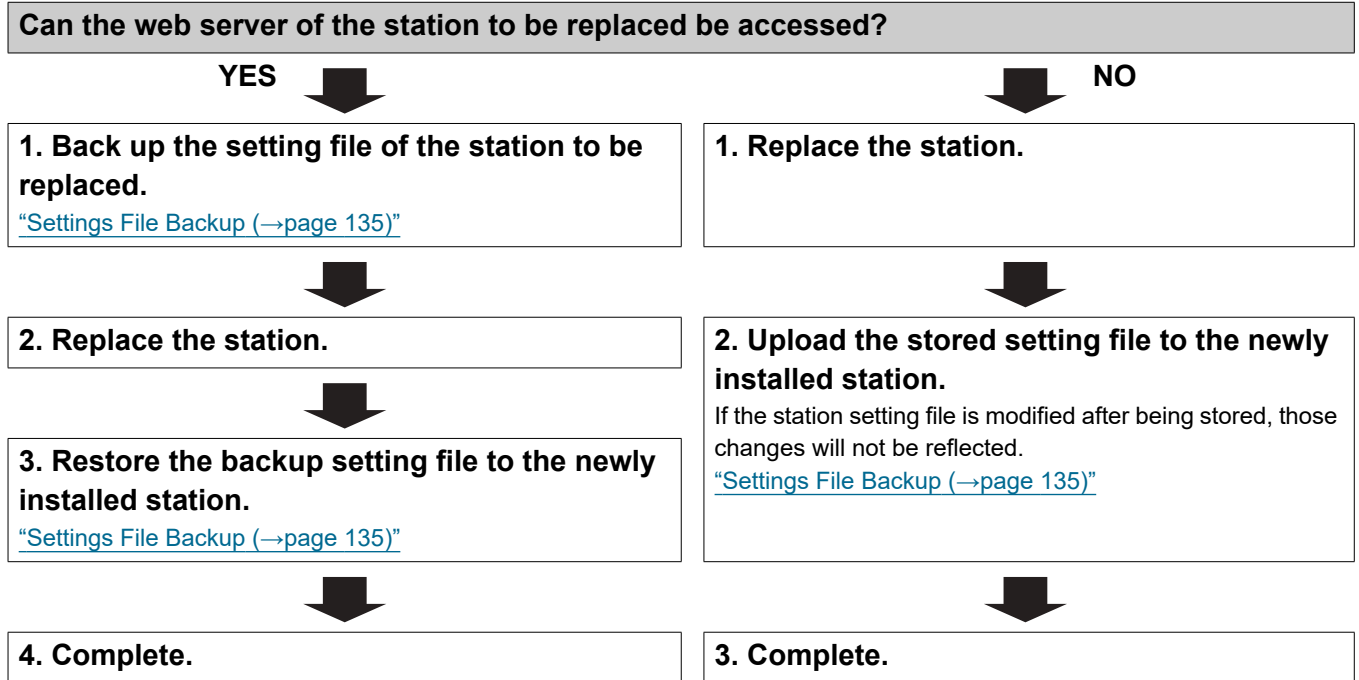 Can the web server of the station to be replaced be accessed?
YES
NO
1. Back up the setting file of the station to be
replaced.
“Settings File Backup (→page 135)”
2. Replace the station.
3. Restore the backup setting file to the newly
installed station.
“Settings File Backup (→page 135)”
4. Complete.
1. Replace the station.
2. Upload the stored setting file to the newly
installed station.
If the station setting file is modified after being stored, those
changes will not be reflected.
“Settings File Backup (→page 135)”
3. Complete.